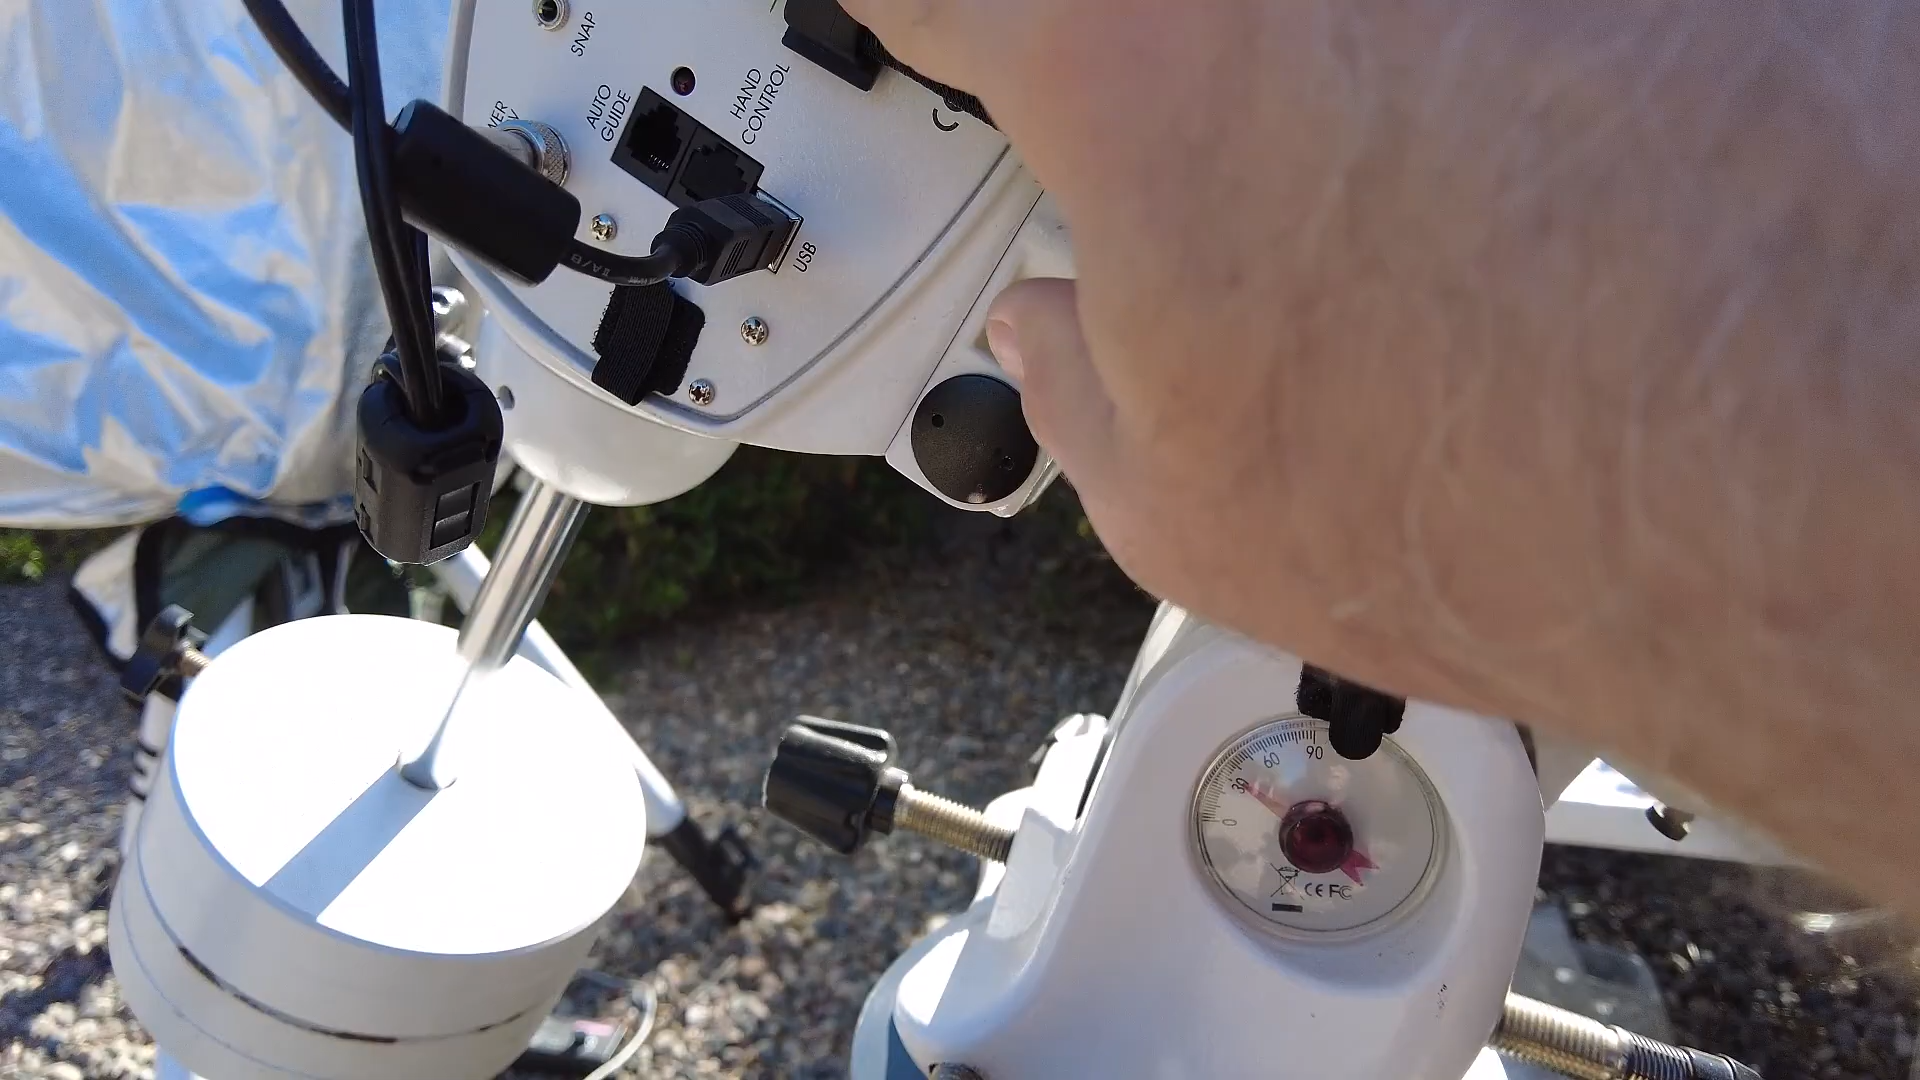 SNAP
AUTO
GUIDE
HAND
CONTROL
USB
0
30
60
90
CE FC